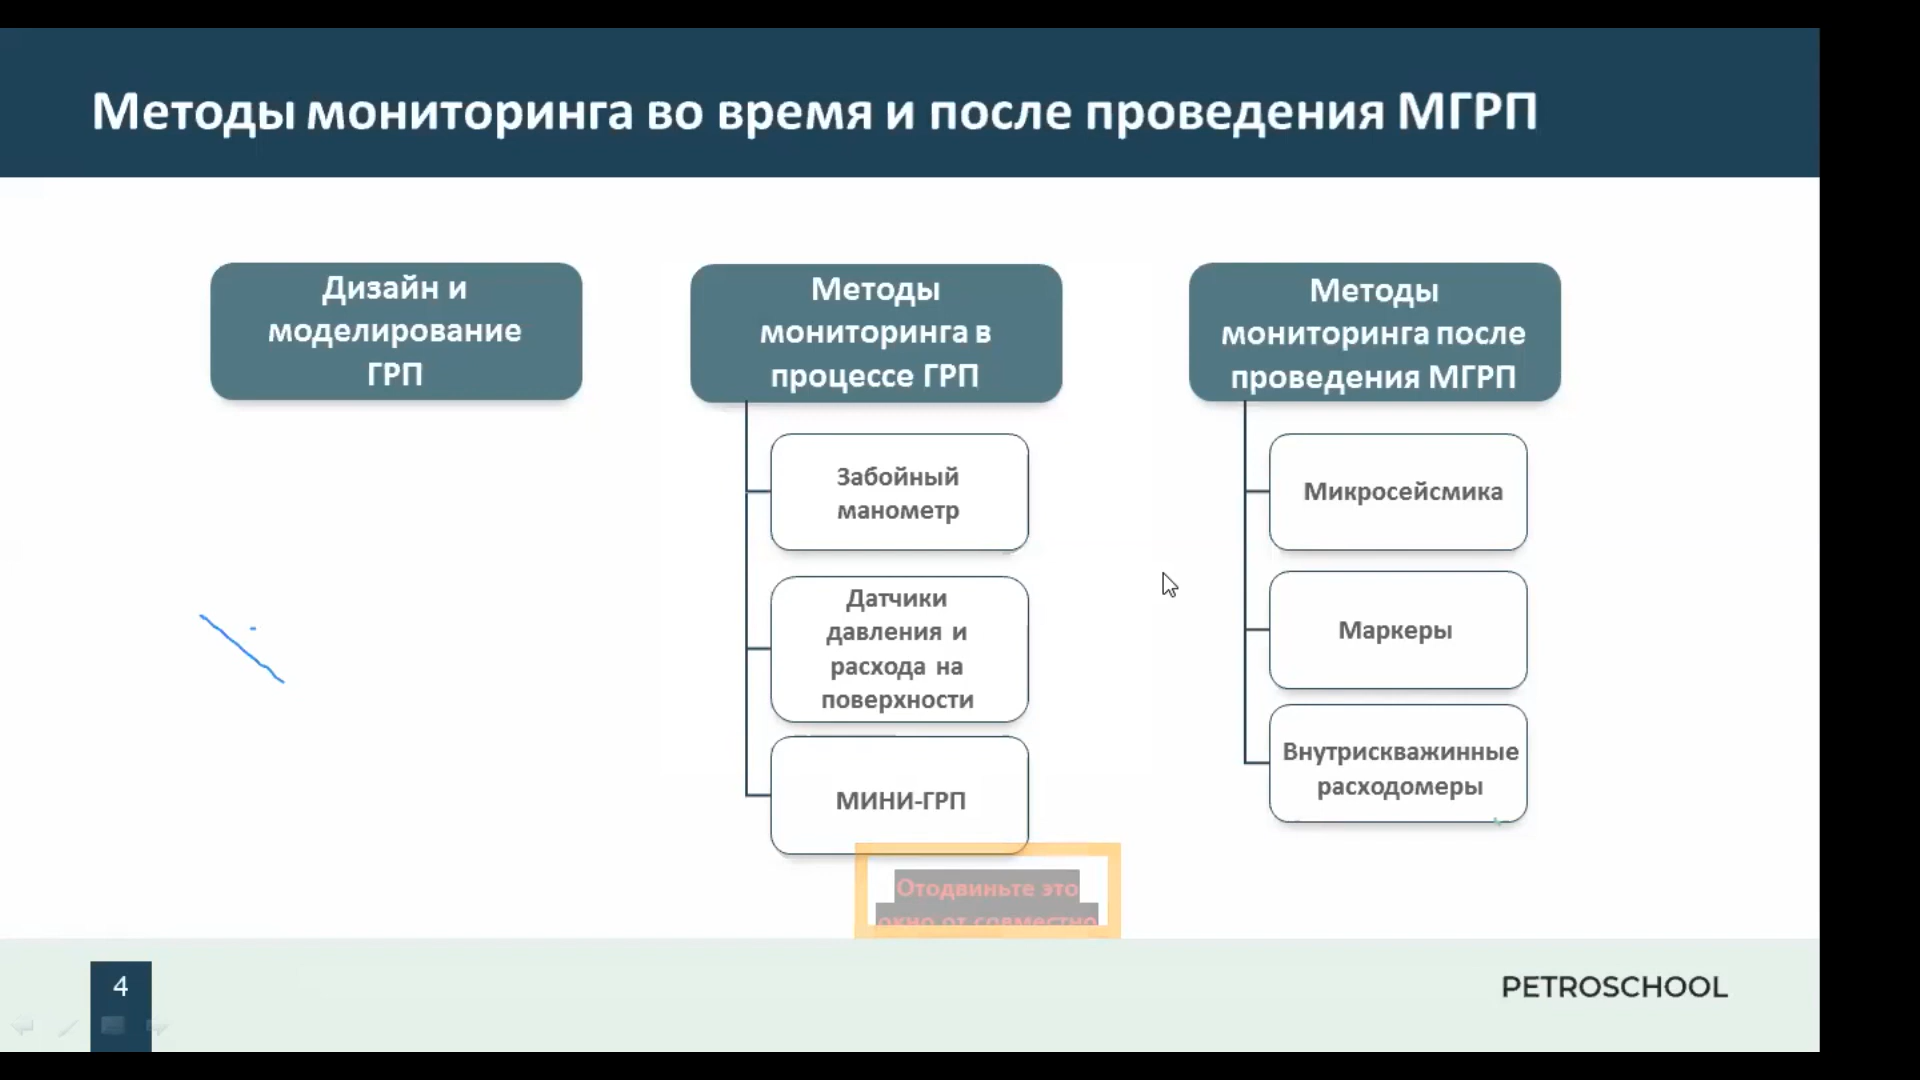 Методы мониторинга во время и после проведения МГРП
Дизайн и
моделирование
ГРП
Методы
мониторинга в
процессе ГРП
Забойный
манометр
Датчики
давления и
расхода на
поверхности
МИНИ-ГРП
Методы
мониторинга после
проведения МГРП
Микросейсмика
Маркеры
Внутрискважинные
расходомеры
Отодвиньте это
окно от совместно
4
PETROSCHOOL